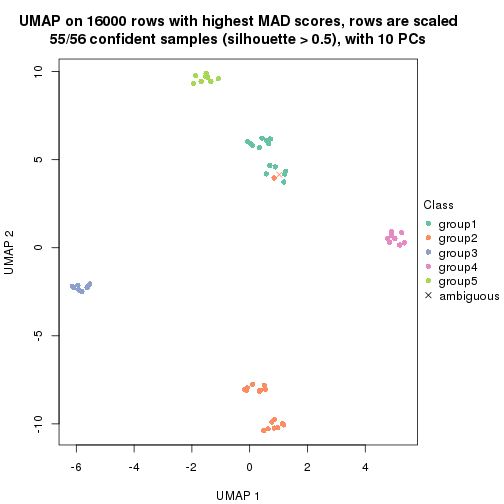 UMAP on 16000 rows with highest MAD scores, rows are scaled
55/56 confident samples (silhouette > 0.5), with 10 PCs
10
5
0
-5
-10
UMAP 2
-6
-4
-2
0
2
4
UMAP 1
Class
group1
group2
group3
group4
group5
ambiguous